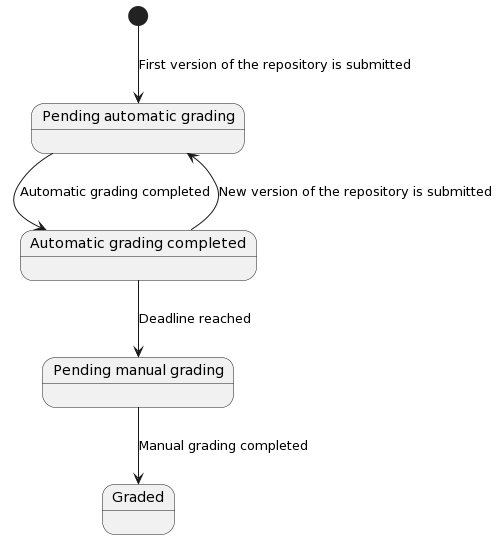 First version of the repository is submitted
Pending automatic grading
Automatic grading completed
New version of the repository is submitted
Automatic grading completed
Deadline reached
Pending manual grading
Manual grading completed
Graded